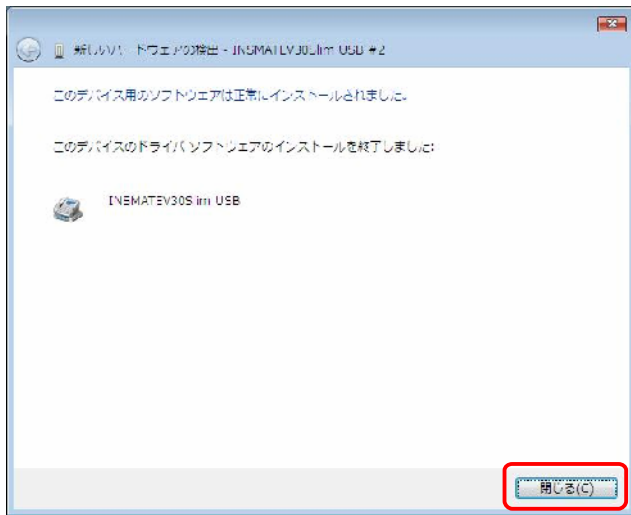 新しいハードウェアの検出 - INSMATEV30Slim USB #2
このデバイス用のソフトウェアは正常にインストールされました。
このデバイスのドライバ ソフトウェアのインストールを終了しました:
INSMATEV30Slim USB
閉じる(C)